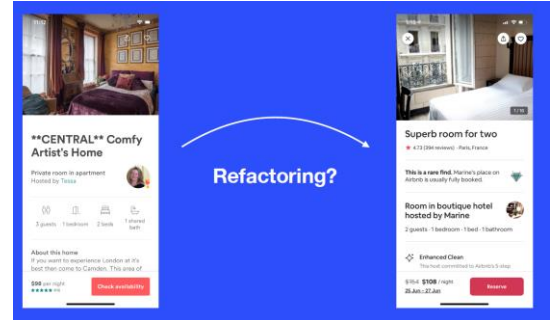 11:12
**CENTRAL** Comfy
Artist's Home
Private room in apartment
Hosted by Tessa
3 guests
1 bedroom
2 beds
1 shared
bath
About this home
If you want to experience London at it's
best then come to Camden. This area of
$98 per night
Check availability
Refactoring?
1/10
Superb room for two
4.73 (394 reviews) · Paris, France
This is a rare find. Marine's place on
Airbnb is usually fully booked.
Room in boutique hotel
hosted by Marine
2 guests · 1 bedroom · 1 bed · 1 bathroom
Enhanced Clean
This host committed to Airbnb's 5-step
$108 / night
25 Jun - 27 Jun
Reserve